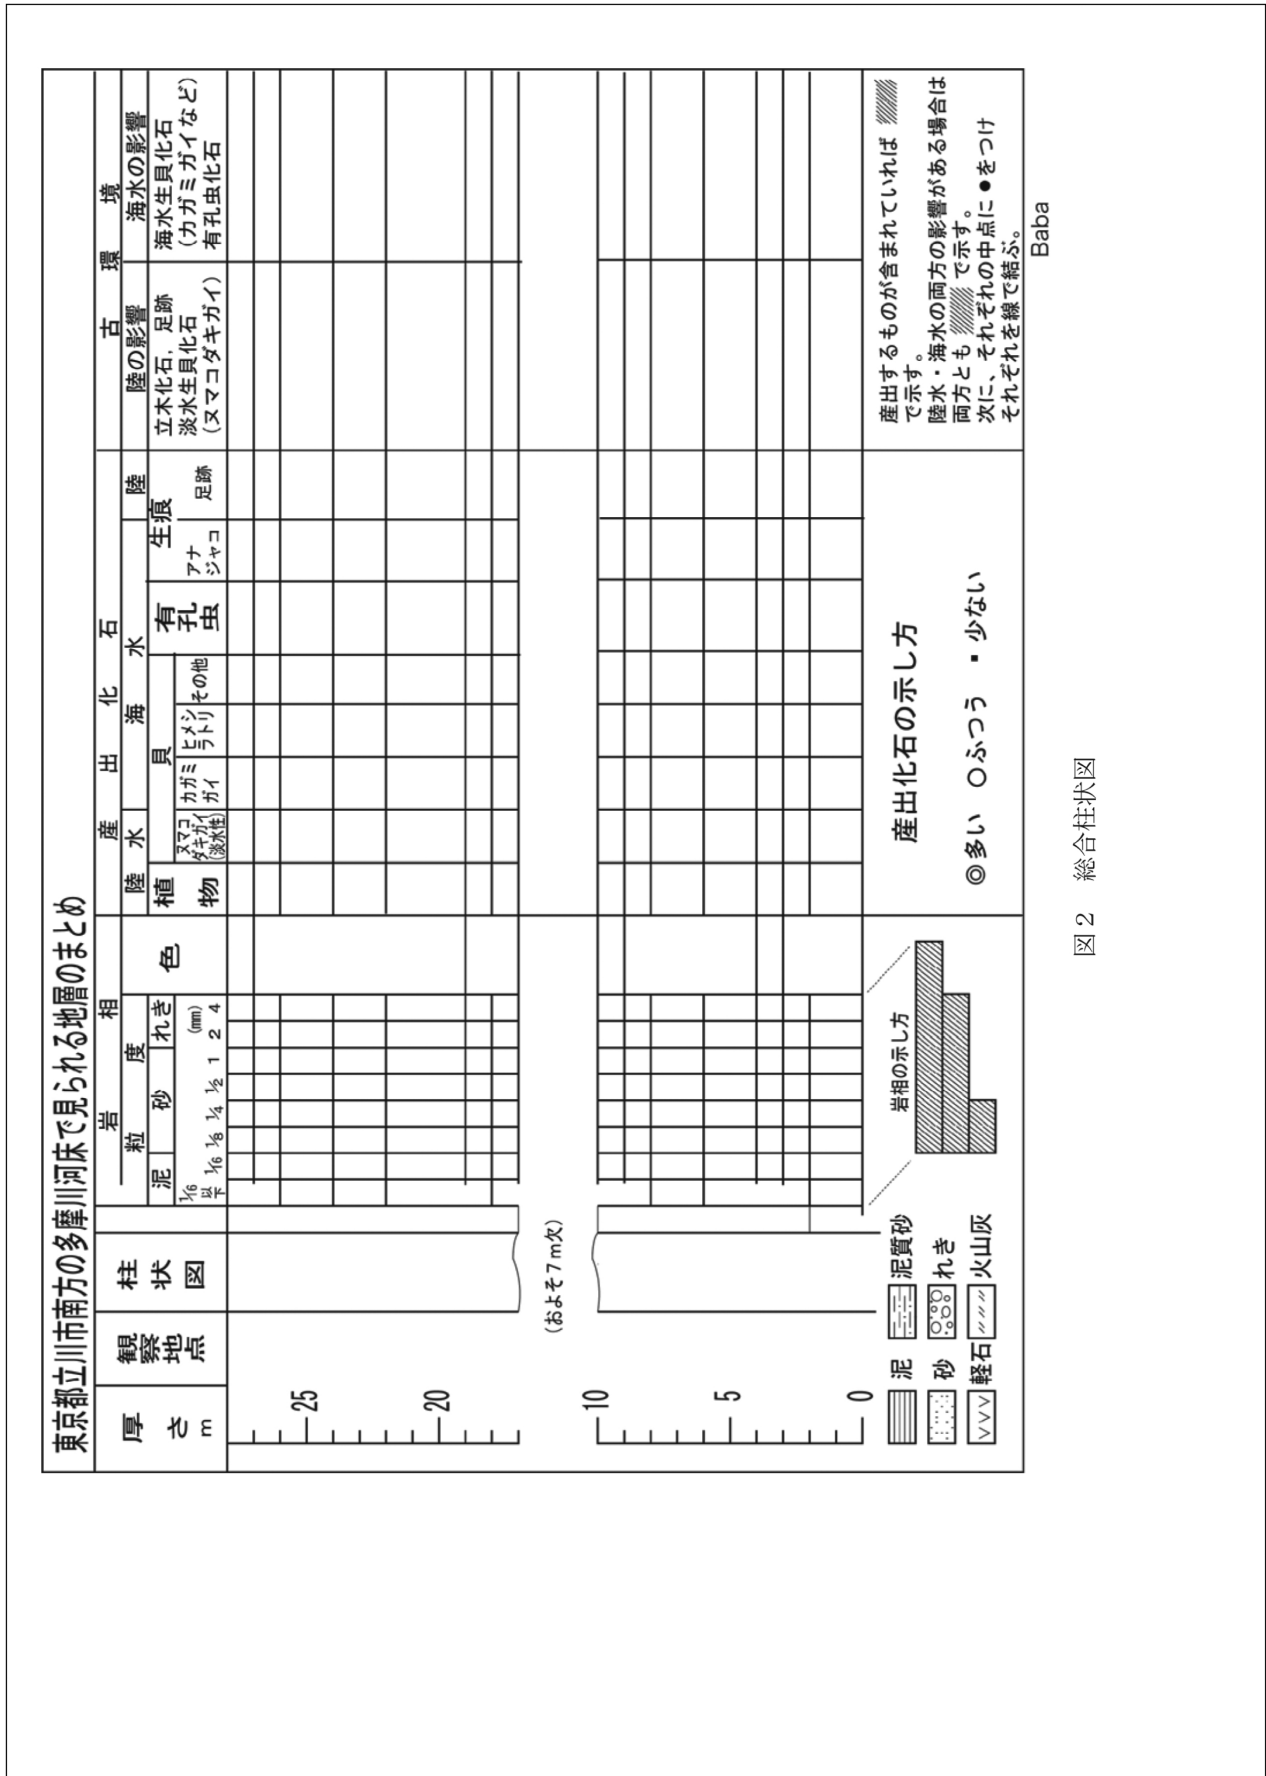 東京都立川市南方の多摩川河床で見られる地層のまとめ
厚さm
観察地点
柱状図
岩相
粒度
泥 砂 れき
1/16以下 1/16 1/8 1/4 1/2 1 2 4 (mm)
色
産出化石
陸水 海水 陸
植物
貝
ヌマコダキガイ(淡水性)
カガミガイ
ヒメシラトリ
その他
有孔虫
生痕
アナジャコ
足跡
古環境
陸の影響
立木化石, 足跡
淡水生貝化石
(ヌマコダキガイ)
海水の影響
海水生貝化石
(カガミガイなど)
有孔虫化石
25
20
(およそ7m欠)
10
5
0
泥 泥質砂
砂 れき
軽石 火山灰
岩相の示し方
産出化石の示し方
◎多い ○ふつう ▪少ない
産出するものが含まれていれば
で示す。
陸水・海水の両方の影響がある場合は
両方とも で示す。
次に、それぞれの中点に●をつけ
それぞれを線で結ぶ。
Baba
図2 総合柱状図